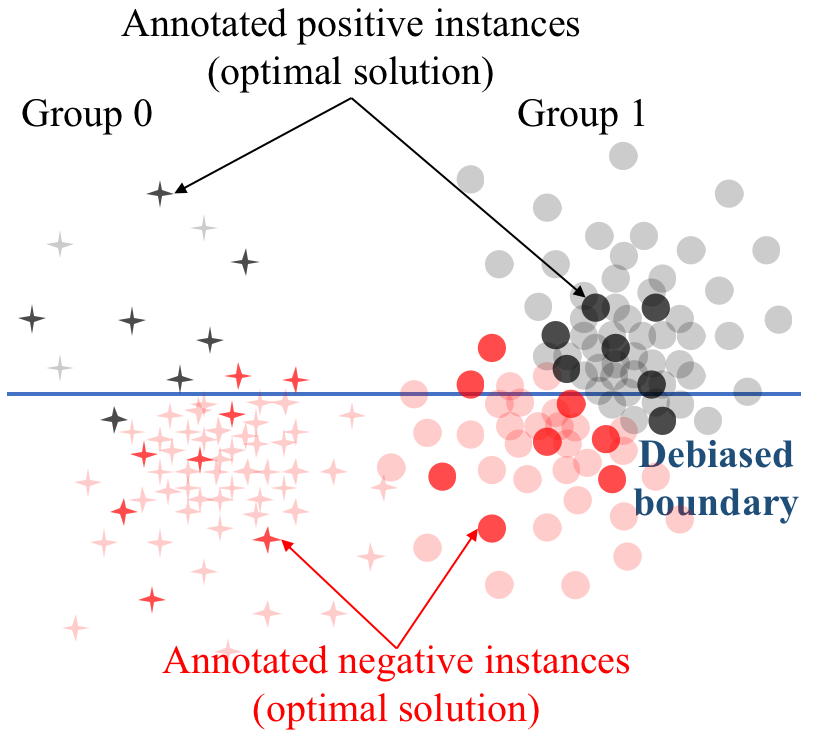 Annotated positive instances
(optimal solution)
Group 0
Group 1
Debiased
boundary
Annotated negative instances
(optimal solution)